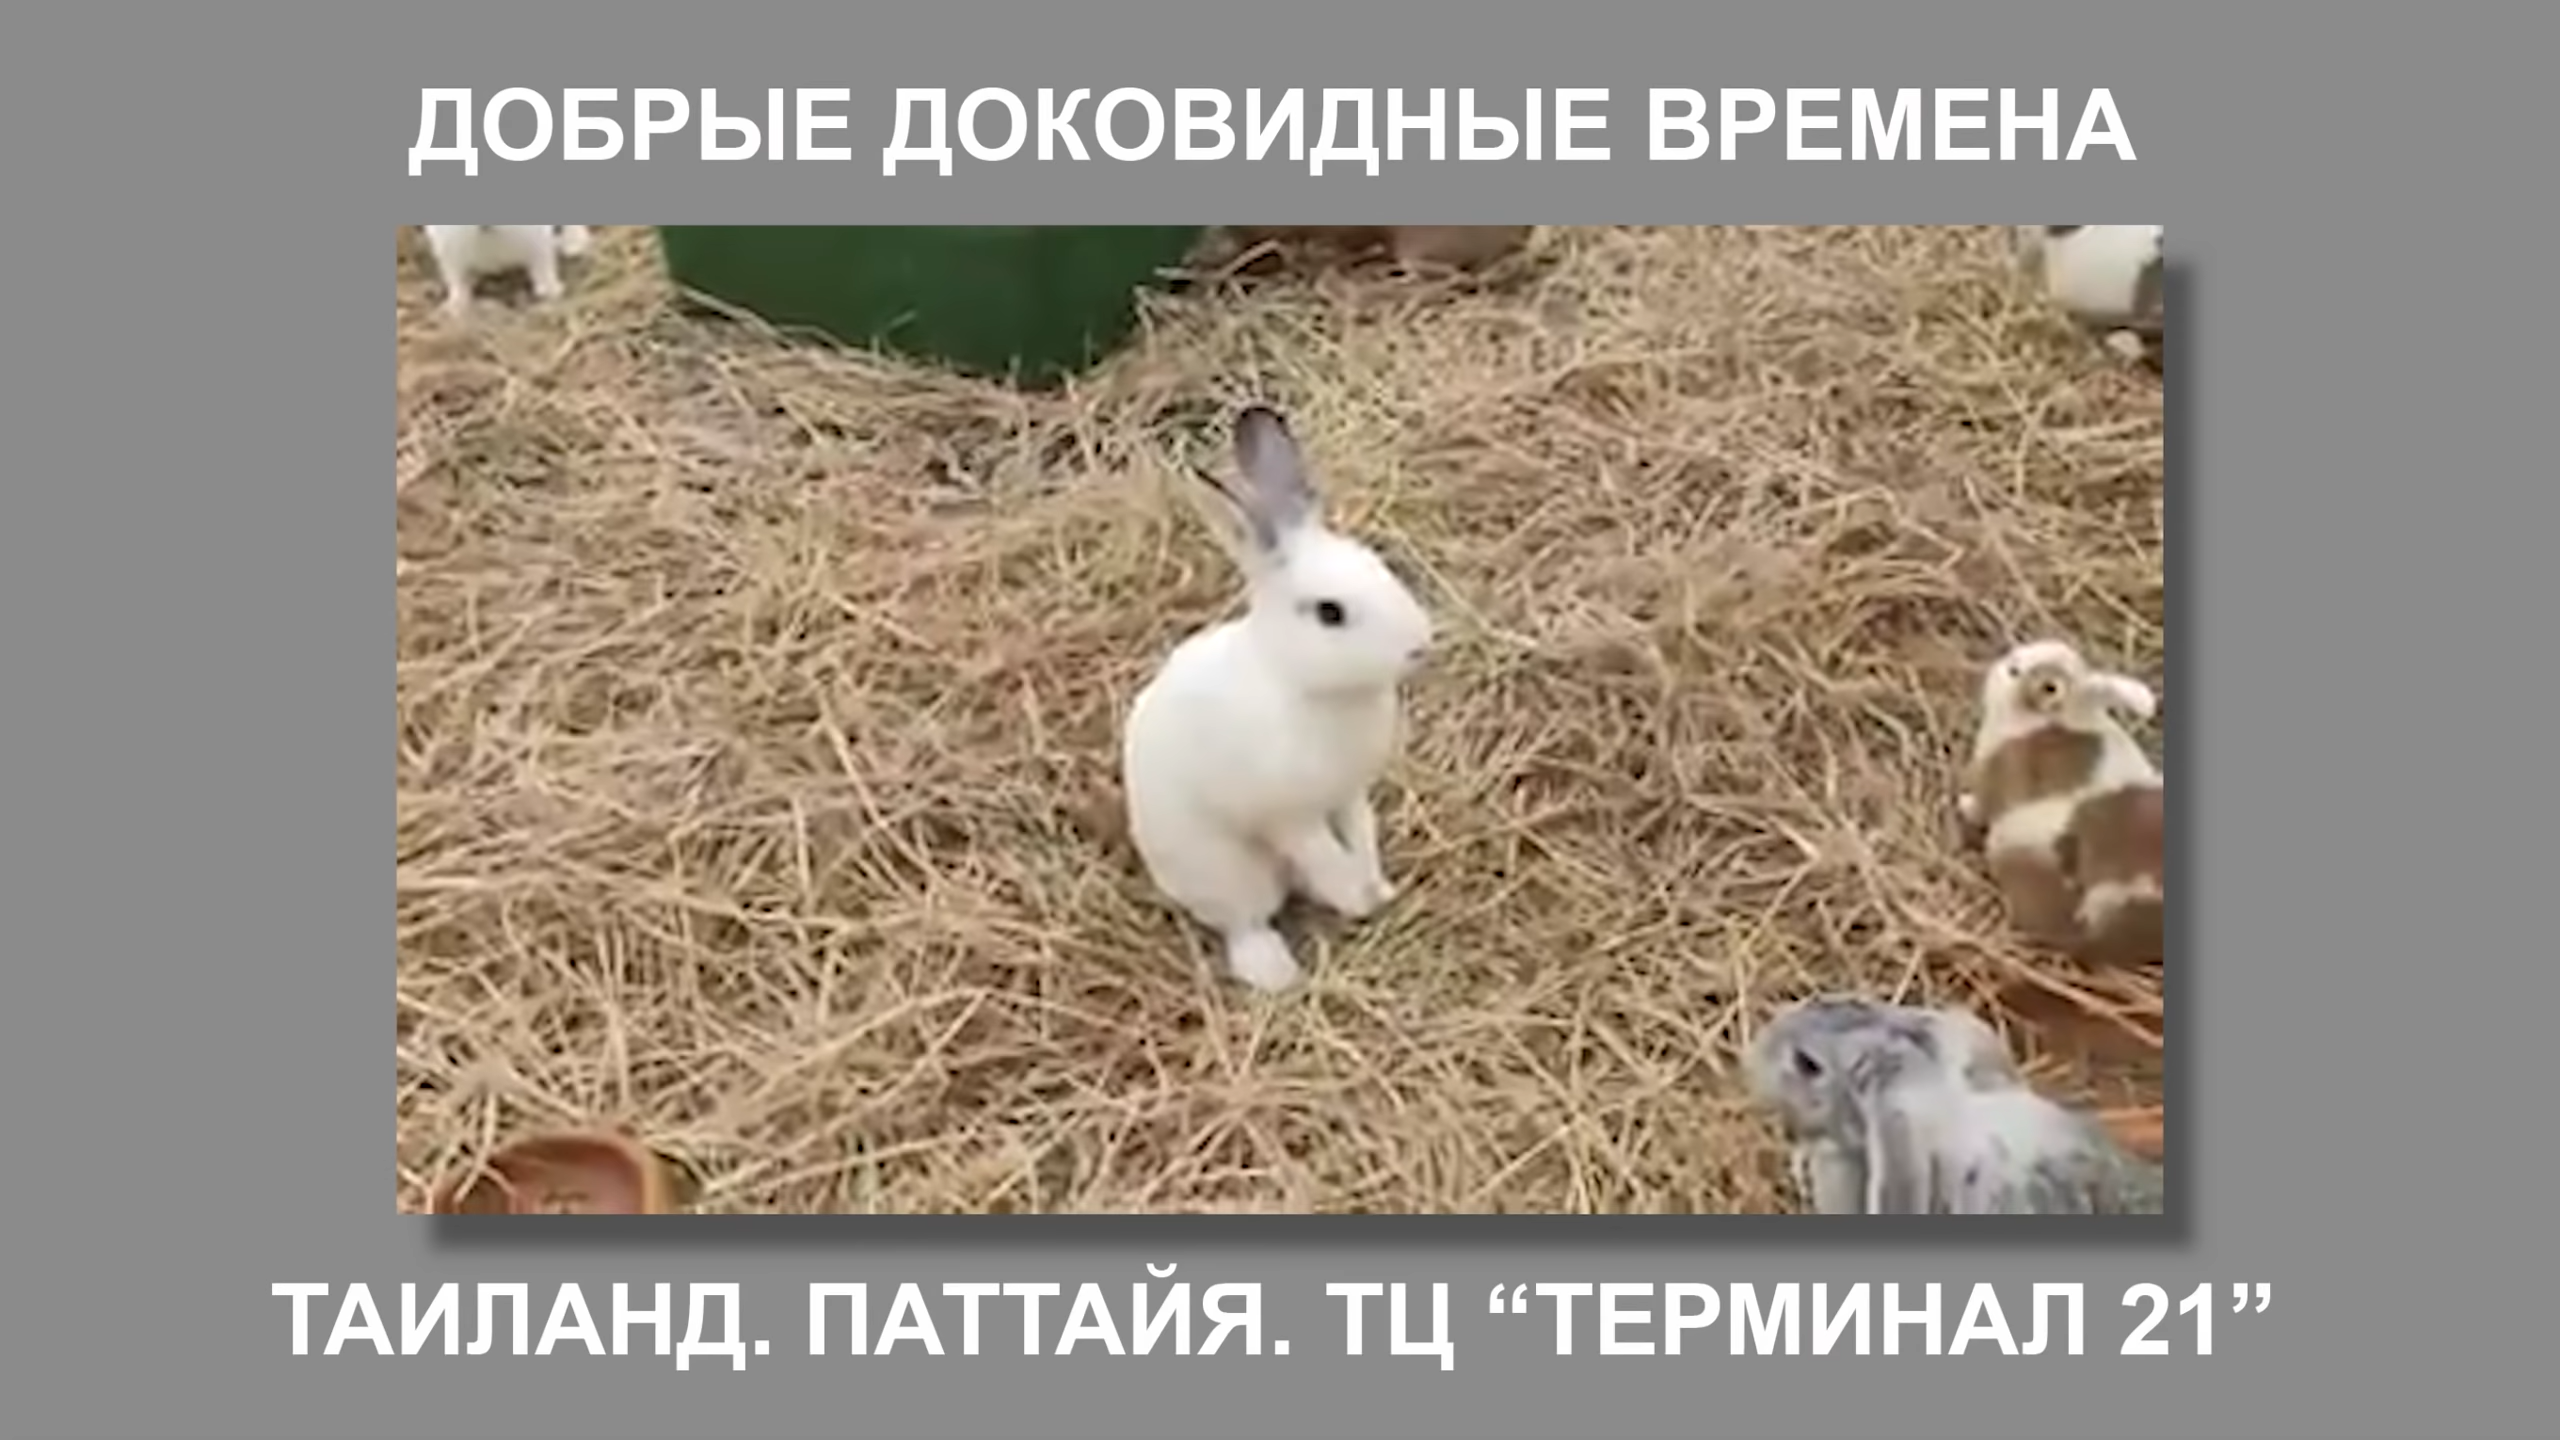 ДОБРЫЕ ДОКОВИДНЫЕ ВРЕМЕНА
ТАИЛАНД. ПАТТАЙЯ. ТЦ “ТЕРМИНАЛ 21”